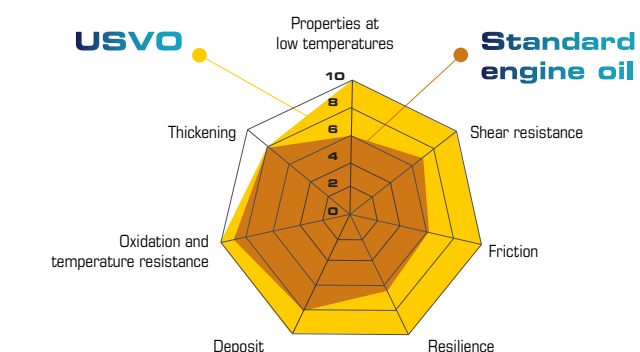 USVO
Properties at
low temperatures
Standard
engine oil
10
8
6
4
2
0
Thickening
Shear resistance
Oxidation and
temperature resistance
Friction
Deposit
Resilience